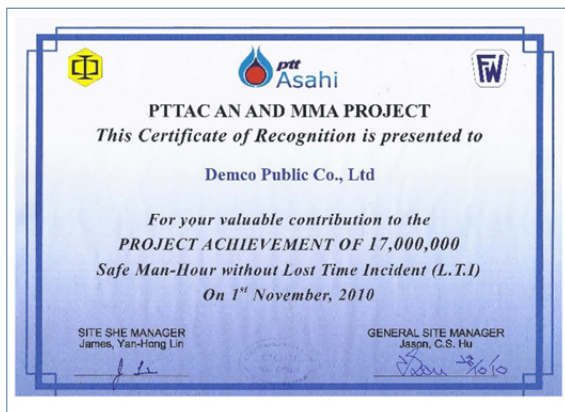 ptt
Asahi
FW
PTTAC AN AND MMA PROJECT
This Certificate of Recognition is presented to
Demco Public Co., Ltd
For your valuable contribution to the
PROJECT ACHIEVEMENT OF 17,000,000
Safe Man-Hour without Lost Time Incident (L.T.I)
On 1st November, 2010
SITE SHE MANAGER
James, Yan-Hong Lin
GENERAL SITE MANAGER
Jason, C.S. Hu